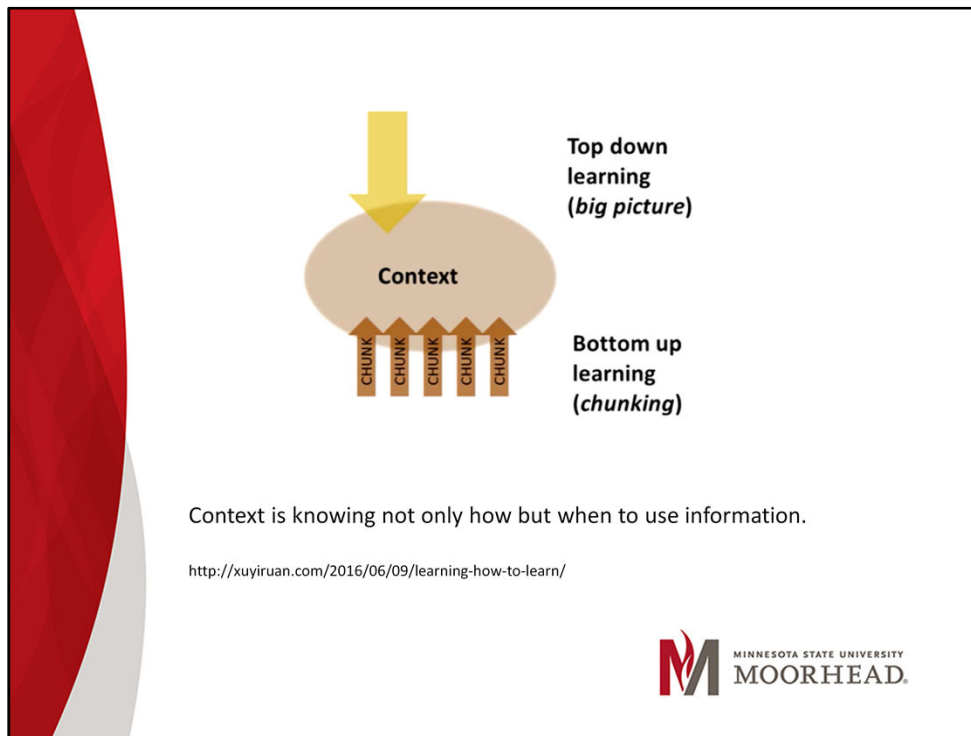 Top down
learning
(big picture)
Context
CHUNK
CHUNK
CHUNK
CHUNK
CHUNK
Bottom up
learning
(chunking)
Context is knowing not only how but when to use information.
http://xuyiruan.com/2016/06/09/learning-how-to-learn/
MINNESOTA STATE UNIVERSITY
MOORHEAD®